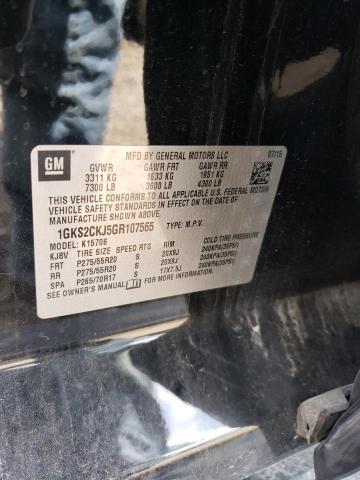 GM
MFD BY GENERAL MOTORS LLC 07/15
GVWR GAWR FRT GAWR RR
3311 KG 1633 KG 1951 KG
7300 LB 3600 LB 4300 LB
THIS VEHICLE CONFORMS TO ALL APPLICABLE U.S. FEDERAL MOTOR
VEHICLE SAFETY STANDARDS IN EFFECT ON THE DATE OF
MANUFACTURE SHOWN ABOVE.
1GKS2CKJ5GR107565 TYPE: M.P.V.
MODEL: K15706
KJ8V TIRE SIZE SPEED RTG RIM COLD TIRE PRESSURE
FRT P275/55R20 S 20X9J 240KPA(35PSI)
RR P275/55R20 S 20X9J 240KPA(35PSI)
SPA P265/70R17 S 17X7.5J 240KPA(35PSI)
SEE OWNER'S MANUAL FOR MORE INFORMATION.